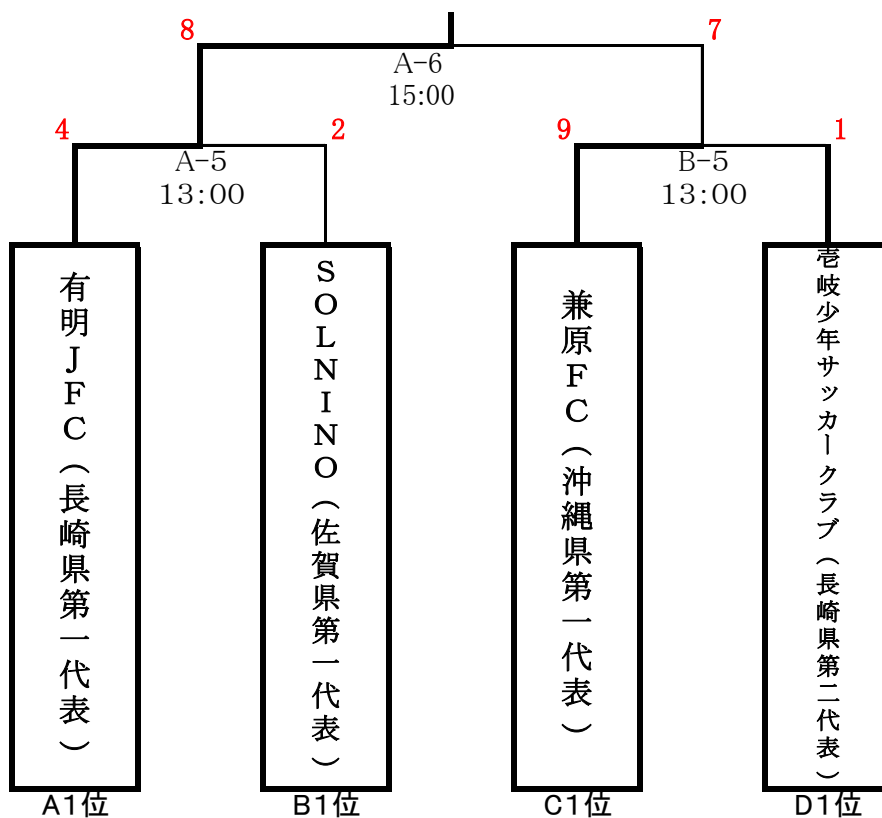 8
7
A-6
15:00
4
2
9
1
A-5
13:00
B-5
13:00
有明JFC(長崎県第一代表)
SOLNINO(佐賀県第一代表)
兼原FC(沖縄県第一代表)
壱岐少年サッカークラブ(長崎県第二代表)
A1位
B1位
C1位
D1位